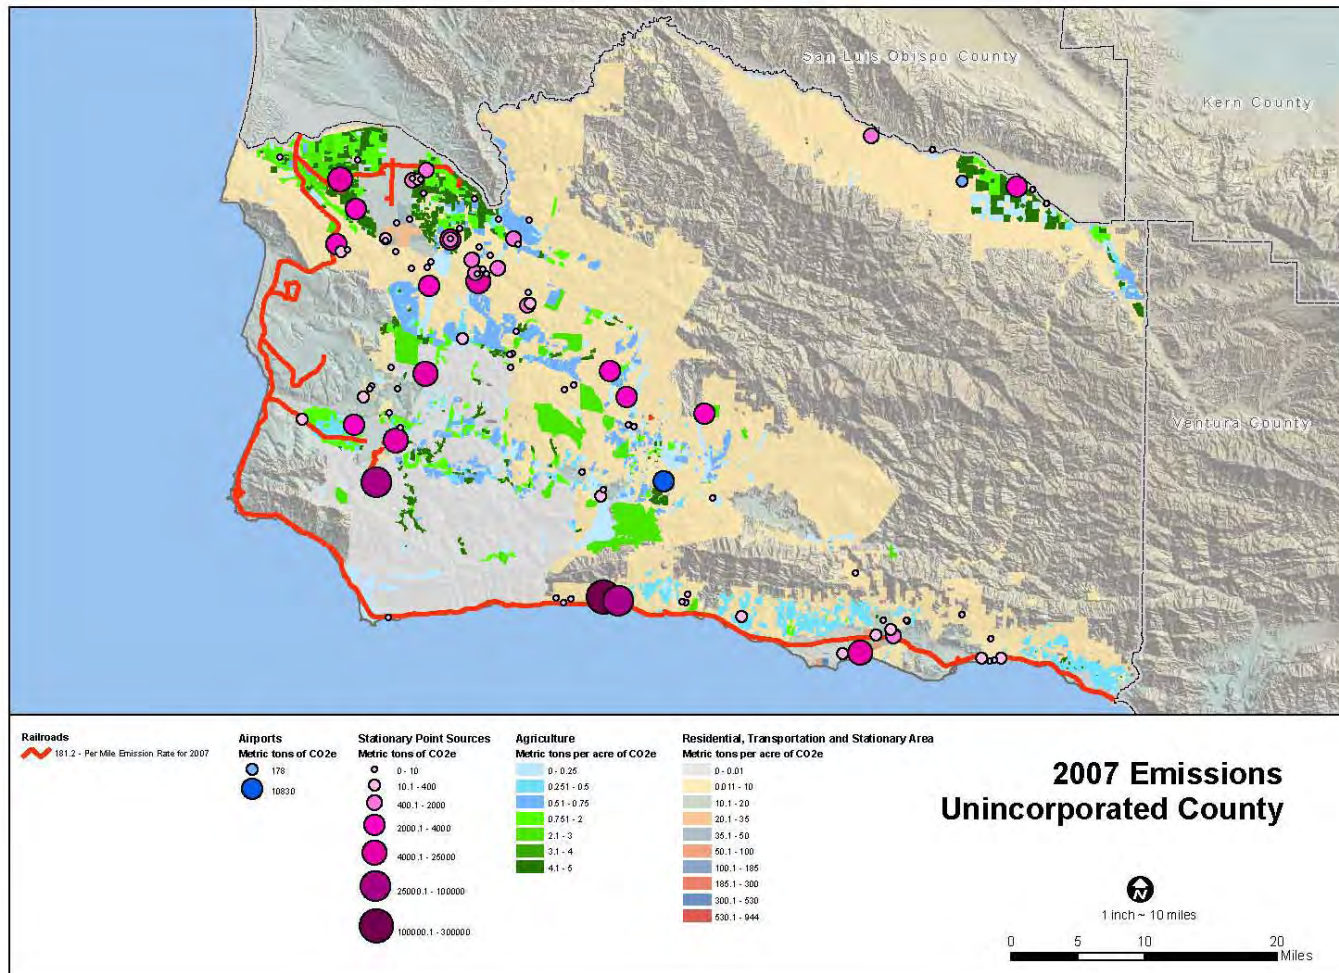 San Luis Obispo County
Kern County
Ventura County
Railroads
181.2 - Per Mile Emission Rate for 2007
Airports
Metric tons of CO2e
178
10830
Stationary Point Sources
Metric tons of CO2e
0 - 10
10.1 - 400
400.1 - 2000
2000.1 - 4000
4000.1 - 25000
25000.1 - 100000
100000.1 - 300000
Agriculture
Metric tons per acre of CO2e
0 - 0.25
0.251 - 0.5
0.51 - 0.75
0.751 - 2
2.1 - 3
3.1 - 4
4.1 - 5
Residential, Transportation and Stationary Area
Metric tons per acre of CO2e
0 - 0.01
0.011 - 10
10.1 - 20
20.1 - 35
35.1 - 50
50.1 - 100
100.1 - 185
185.1 - 300
300.1 - 530
530.1 - 944
2007 Emissions
Unincorporated County
N
1 inch ~ 10 miles
0 5 10 20
Miles